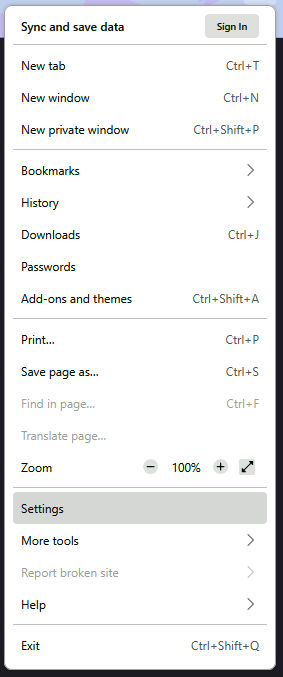 Sync and save data Sign In
New tab Ctrl+T
New window Ctrl+N
New private window Ctrl+Shift+P
Bookmarks
History
Downloads Ctrl+J
Passwords
Add-ons and themes Ctrl+Shift+A
Print... Ctrl+P
Save page as... Ctrl+S
Find in page... Ctrl+F
Translate page...
Zoom 100%
Settings
More tools
Report broken site
Help
Exit Ctrl+Shift+Q